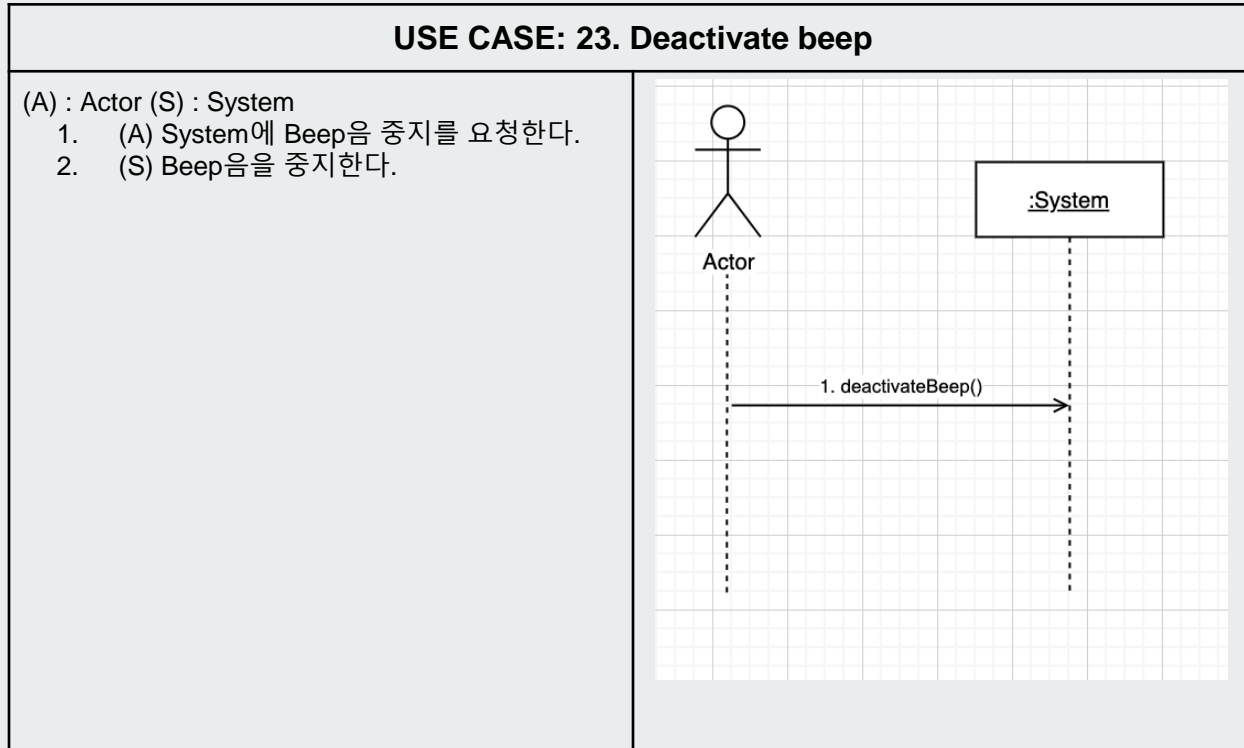 USE CASE: 23. Deactivate beep
(A) : Actor (S) : System
1. (A) System에 Beep음 중지를 요청한다.
2. (S) Beep음을 중지한다.
:System
Actor
1. deactivateBeep()